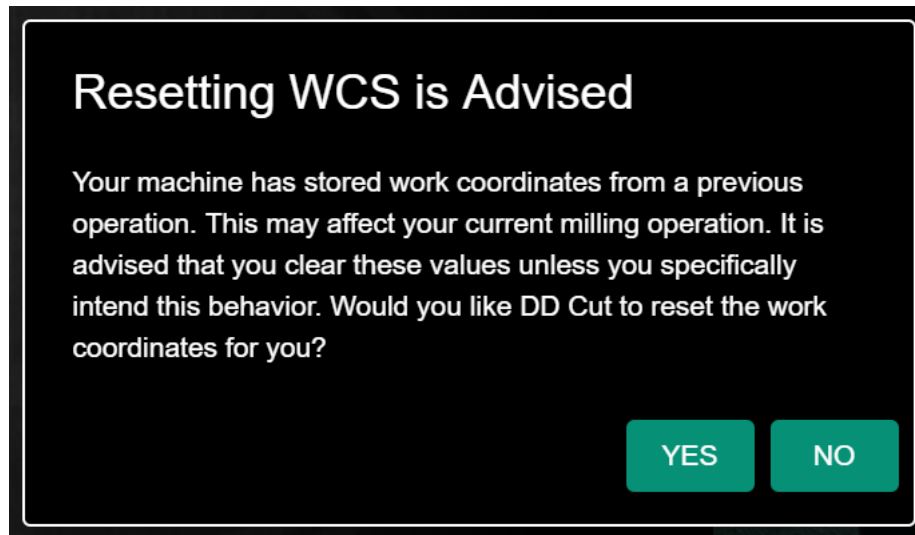 Resetting WCS is Advised
Your machine has stored work coordinates from a previous
operation. This may affect your current milling operation. It is
advised that you clear these values unless you specifically
intend this behavior. Would you like DD Cut to reset the work
coordinates for you?
YES NO